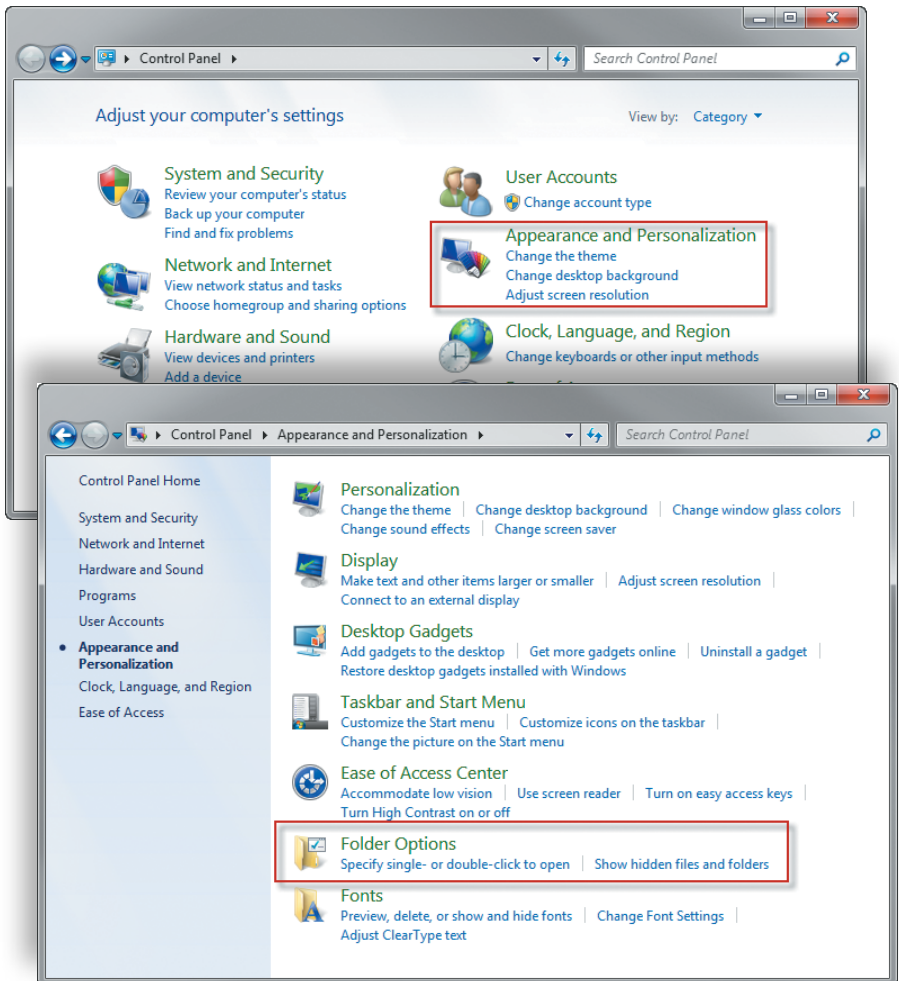 Control Panel
Search Control Panel
Adjust your computer's settings
View by: Category
System and Security
Review your computer's status
Back up your computer
Find and fix problems
Network and Internet
View network status and tasks
Choose homegroup and sharing options
Hardware and Sound
View devices and printers
Add a device
User Accounts
Change account type
Appearance and Personalization
Change the theme
Change desktop background
Adjust screen resolution
Clock, Language, and Region
Change keyboards or other input methods
Control Panel Appearance and Personalization
Search Control Panel
Control Panel Home
System and Security
Network and Internet
Hardware and Sound
Programs
User Accounts
Appearance and
Personalization
Clock, Language, and Region
Ease of Access
Personalization
Change the theme Change desktop background Change window glass colors
Change sound effects Change screen saver
Display
Make text and other items larger or smaller Adjust screen resolution
Connect to an external display
Desktop Gadgets
Add gadgets to the desktop Get more gadgets online Uninstall a gadget
Restore desktop gadgets installed with Windows
Taskbar and Start Menu
Customize the Start menu Customize icons on the taskbar
Change the picture on the Start menu
Ease of Access Center
Accommodate low vision Use screen reader Turn on easy access keys
Turn High Contrast on or off
Folder Options
Specify single- or double-click to open Show hidden files and folders
Fonts
Preview, delete, or show and hide fonts Change Font Settings
Adjust ClearType text